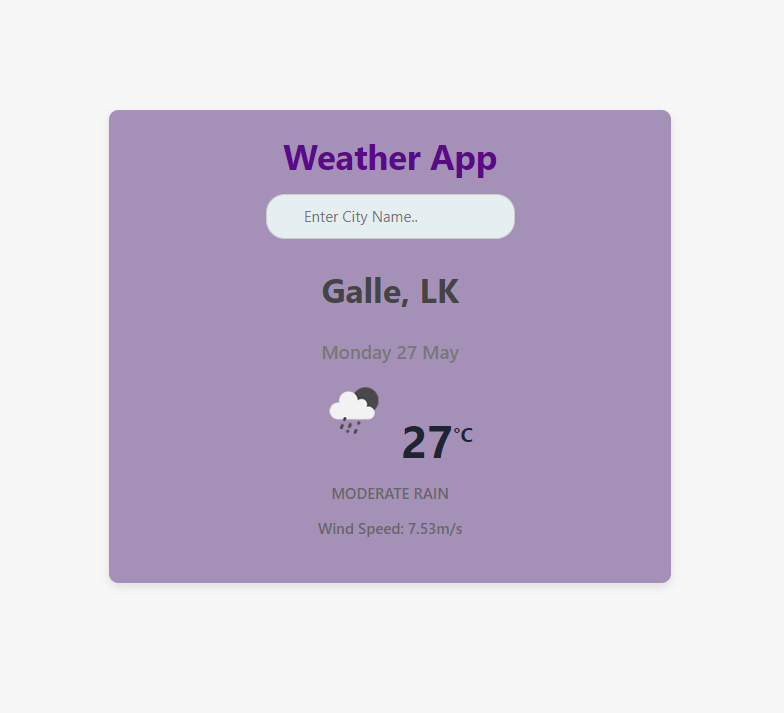 Weather App
Enter City Name..
Galle, LK
Monday 27 May
27°C
MODERATE RAIN
Wind Speed: 7.53m/s